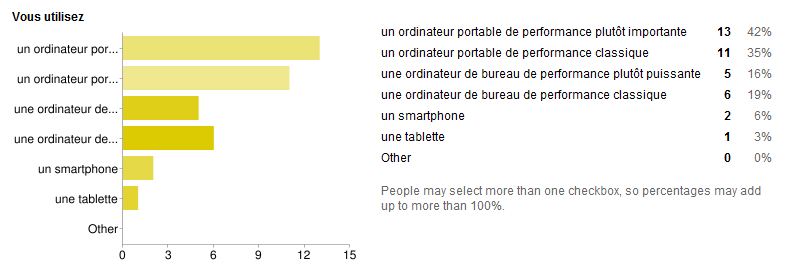 Vous utilisez
un ordinateur por...
un ordinateur por...
une ordinateur de...
une ordinateur de...
un smartphone
une tablette
Other
0 3 6 9 12 15
un ordinateur portable de performance plutôt importante 13 42%
un ordinateur portable de performance classique 11 35%
une ordinateur de bureau de performance plutôt puissante 5 16%
une ordinateur de bureau de performance classique 6 19%
un smartphone 2 6%
une tablette 1 3%
Other 0 0%
People may select more than one checkbox, so percentages may add
up to more than 100%.